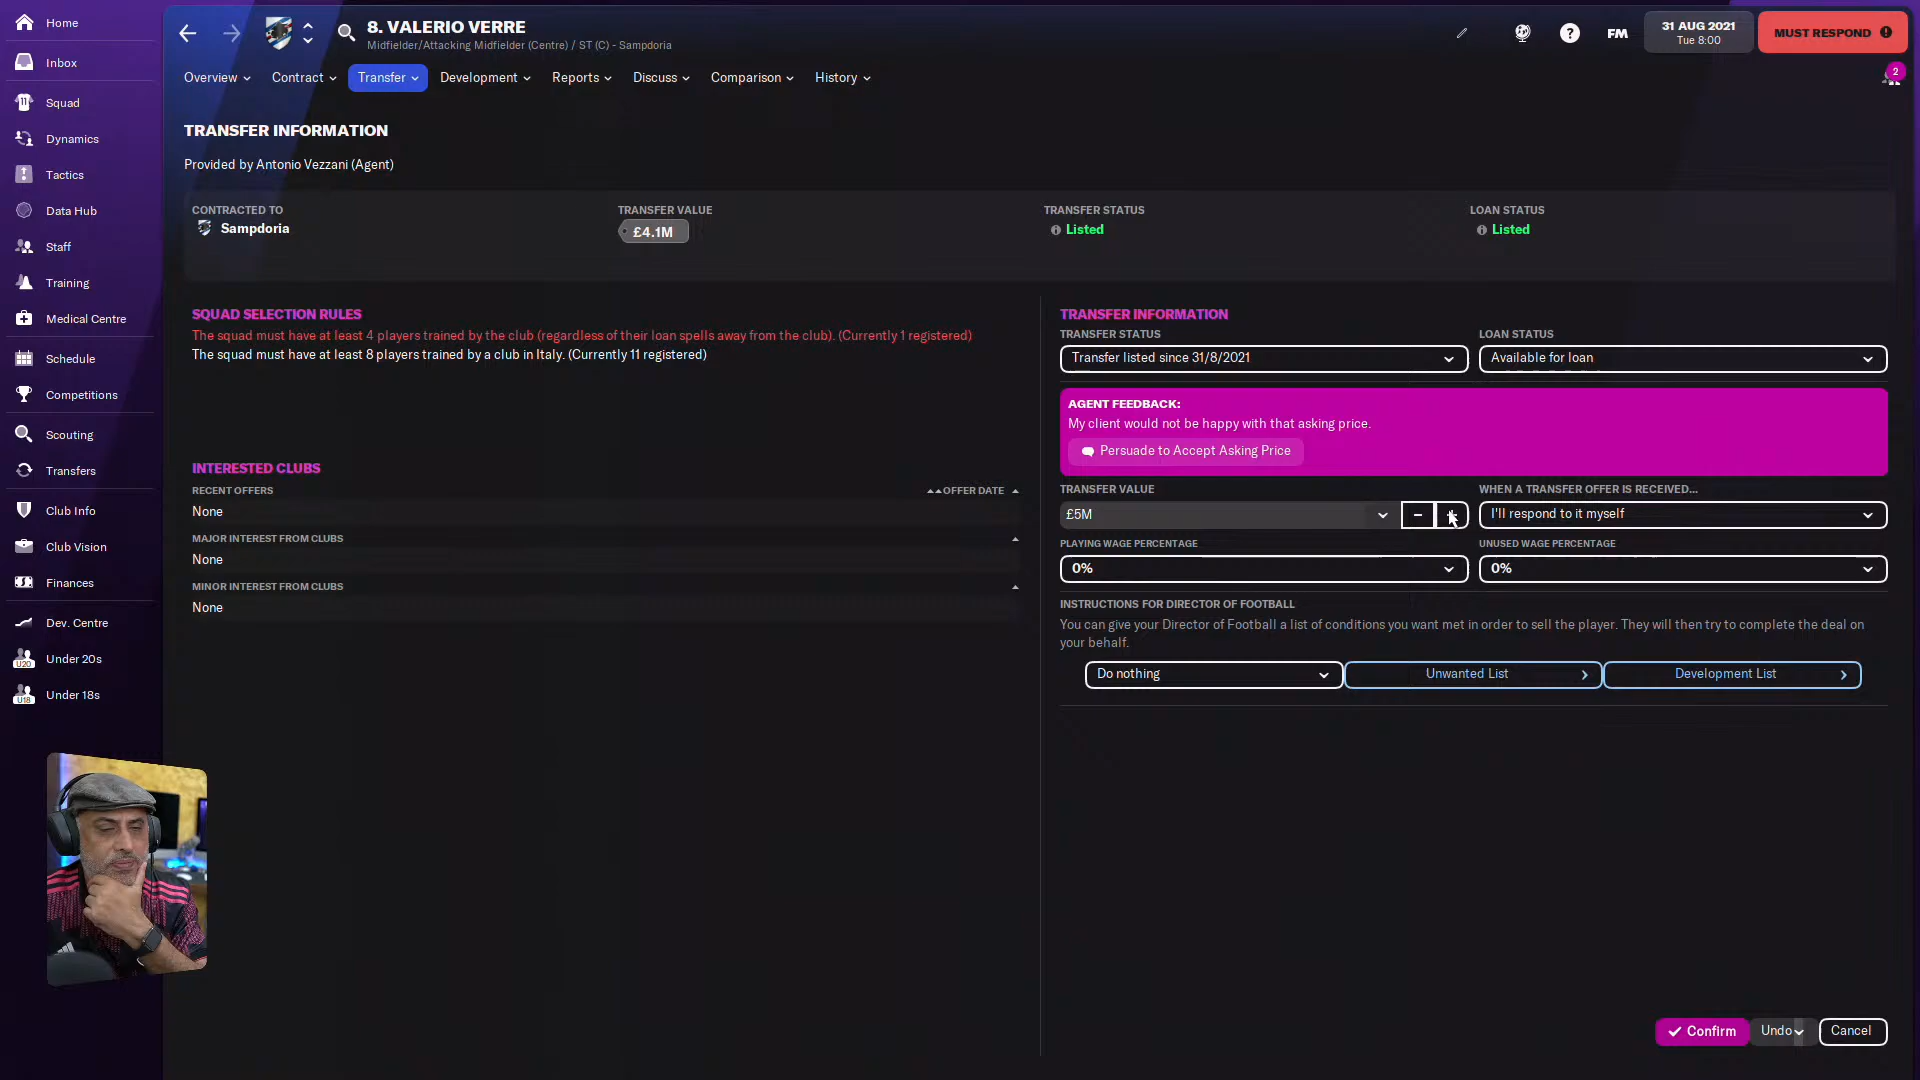 Home
Inbox
Squad
Dynamics
Tactics
Data Hub
Staff
Training
Medical Centre
Schedule
Competitions
Scouting
Transfers
Club Info
Club Vision
Finances
Dev. Centre
Under 20s
Under 18s
11
U20
U18
8. VALERIO VERRE
Midfielder/Attacking Midfielder (Centre) / ST (C) - Sampdoria
?
FM
31 AUG 2021
Tue 8:00
MUST RESPOND
Overview
Contract
Transfer
Development
Reports
Discuss
Comparison
History
2
TRANSFER INFORMATION
Provided by Antonio Vezzani (Agent)
CONTRACTED TO
Sampdoria
TRANSFER VALUE
£4.1M
TRANSFER STATUS
Listed
LOAN STATUS
Listed
SQUAD SELECTION RULES
The squad must have at least 4 players trained by the club (regardless of their loan spells away from the club). (Currently 1 registered)
The squad must have at least 8 players trained by a club in Italy. (Currently 11 registered)
INTERESTED CLUBS
RECENT OFFERS
OFFER DATE
None
MAJOR INTEREST FROM CLUBS
None
MINOR INTEREST FROM CLUBS
None
TRANSFER INFORMATION
TRANSFER STATUS
Transfer listed since 31/8/2021
LOAN STATUS
Available for loan
AGENT FEEDBACK:
My client would not be happy with that asking price.
Persuade to Accept Asking Price
TRANSFER VALUE
£5M
WHEN A TRANSFER OFFER IS RECEIVED...
I'll respond to it myself
PLAYING WAGE PERCENTAGE
0%
UNUSED WAGE PERCENTAGE
0%
INSTRUCTIONS FOR DIRECTOR OF FOOTBALL
You can give your Director of Football a list of conditions you want met in order to sell the player. They will then try to complete the deal on
your behalf.
Do nothing
Unwanted List
Development List
Confirm
Undo
Cancel